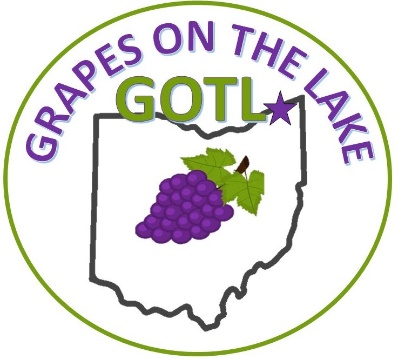 GRAPES ON THE LAKE
GOTL